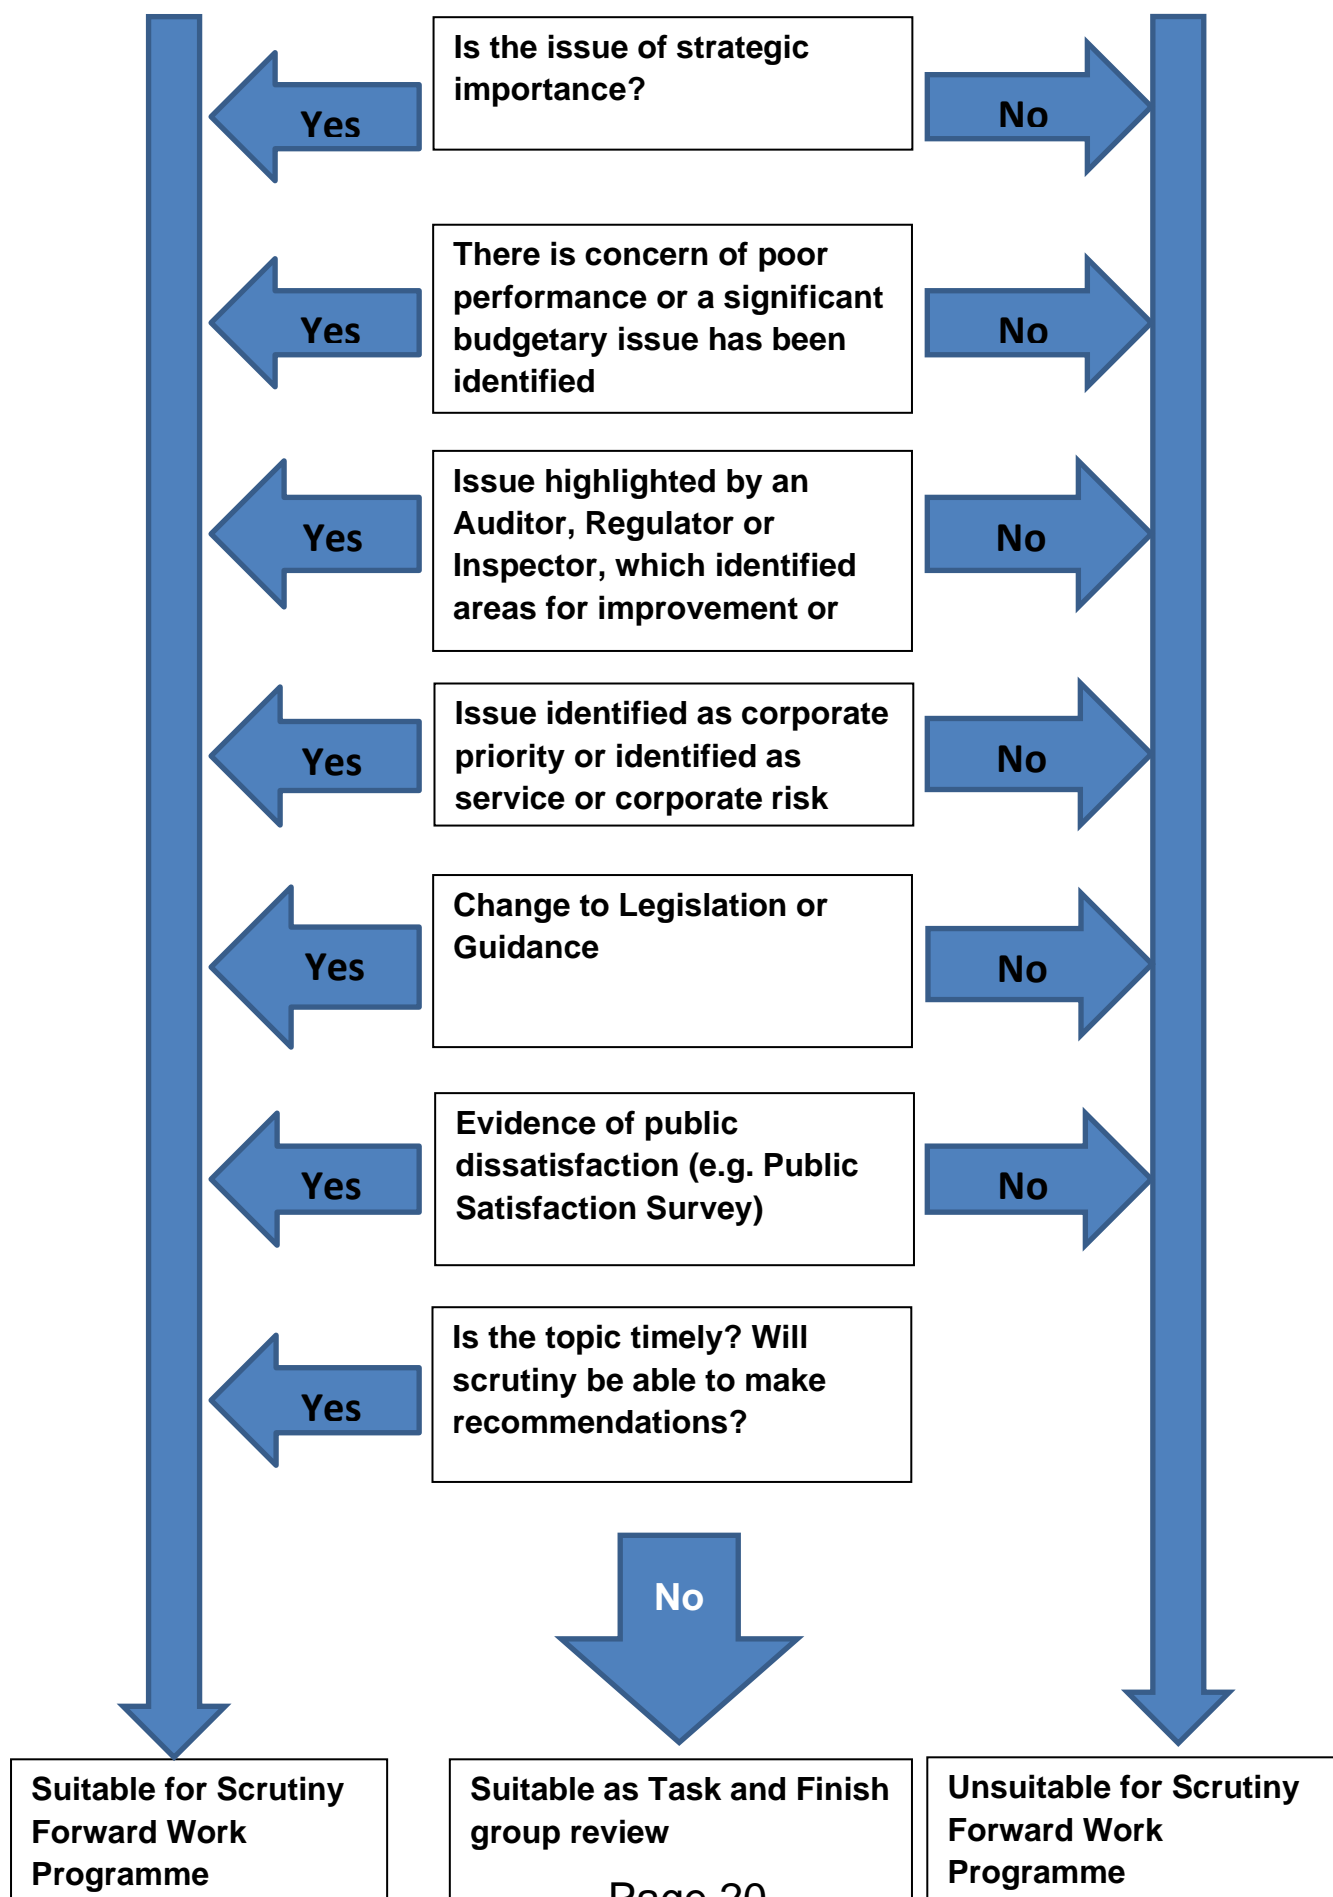 Is the issue of strategic
importance?
Yes
No
There is concern of poor
performance or a significant
budgetary issue has been
identified
Yes
No
Issue highlighted by an
Auditor, Regulator or
Inspector, which identified
areas for improvement or
Yes
No
Issue identified as corporate
priority or identified as
service or corporate risk
Yes
No
Change to Legislation or
Guidance
Yes
No
Evidence of public
dissatisfaction (e.g. Public
Satisfaction Survey)
Yes
No
Is the topic timely? Will
scrutiny be able to make
recommendations?
Yes
No
Suitable for Scrutiny
Forward Work
Programme
Suitable as Task and Finish
group review
Unsuitable for Scrutiny
Forward Work
Programme
Page 20